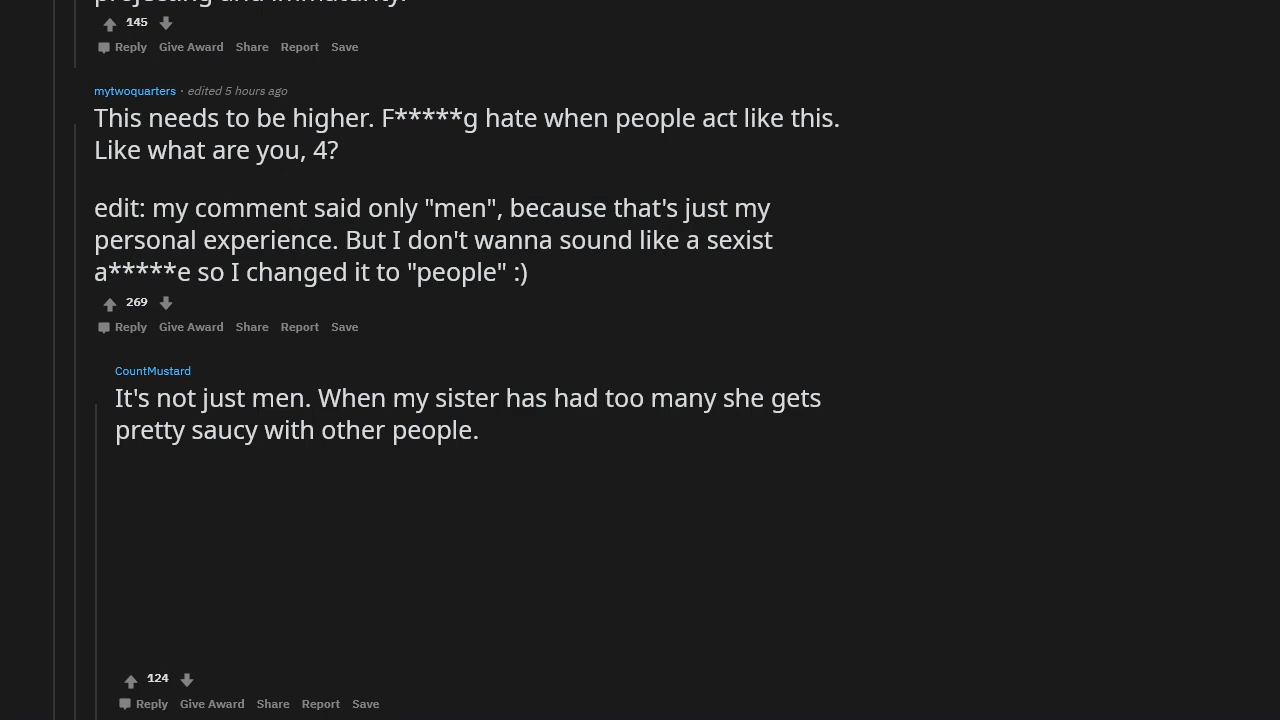 145
Reply Give Award Share Report Save
mytwoquarters · edited 5 hours ago
This needs to be higher. F*****g hate when people act like this.
Like what are you, 4?
edit: my comment said only "men", because that's just my
personal experience. But I don't wanna sound like a sexist
a*****e so I changed it to "people" :)
269
Reply Give Award Share Report Save
CountMustard
It's not just men. When my sister has had too many she gets
pretty saucy with other people.
124
Reply Give Award Share Report Save